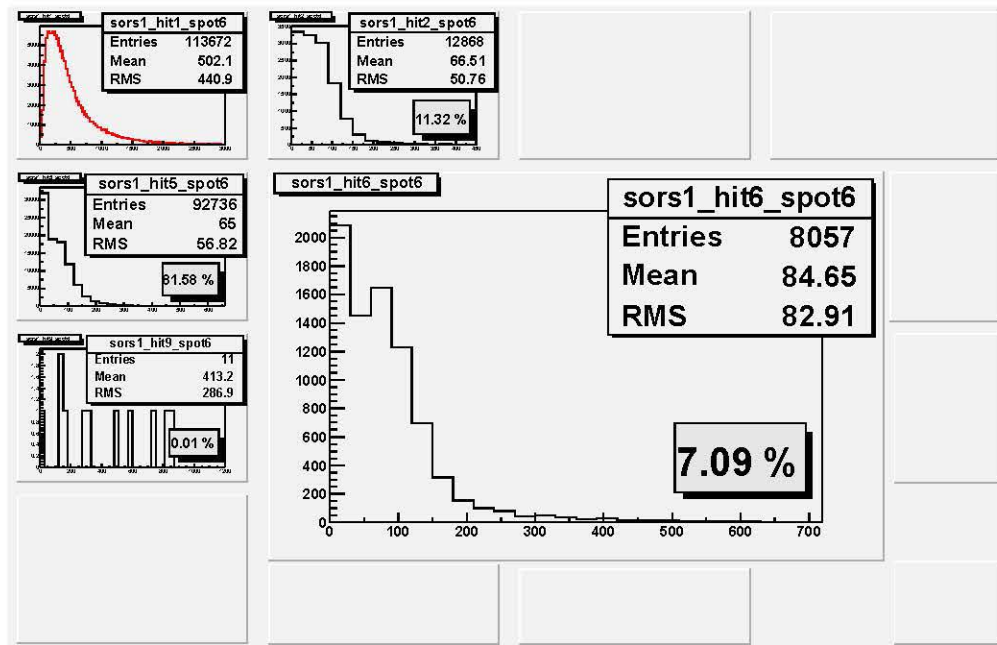 sors1_hit1_spot6
Entries 113672
Mean 502.1
RMS 440.9
sors1_hit2_spot6
Entries 12868
Mean 66.51
RMS 50.76
11.32 %
sors1_hit5_spot6
Entries 92736
Mean 65
RMS 56.82
81.58 %
sors1_hit6_spot6
sors1_hit6_spot6
Entries 8057
Mean 84.65
RMS 82.91
2000
1800
1600
1400
1200
1000
800
600
400
200
0
7.09 %
0 100 200 300 400 500 600 700
sors1_hit9_spot6
Entries 11
Mean 413.2
RMS 286.9
0.01 %